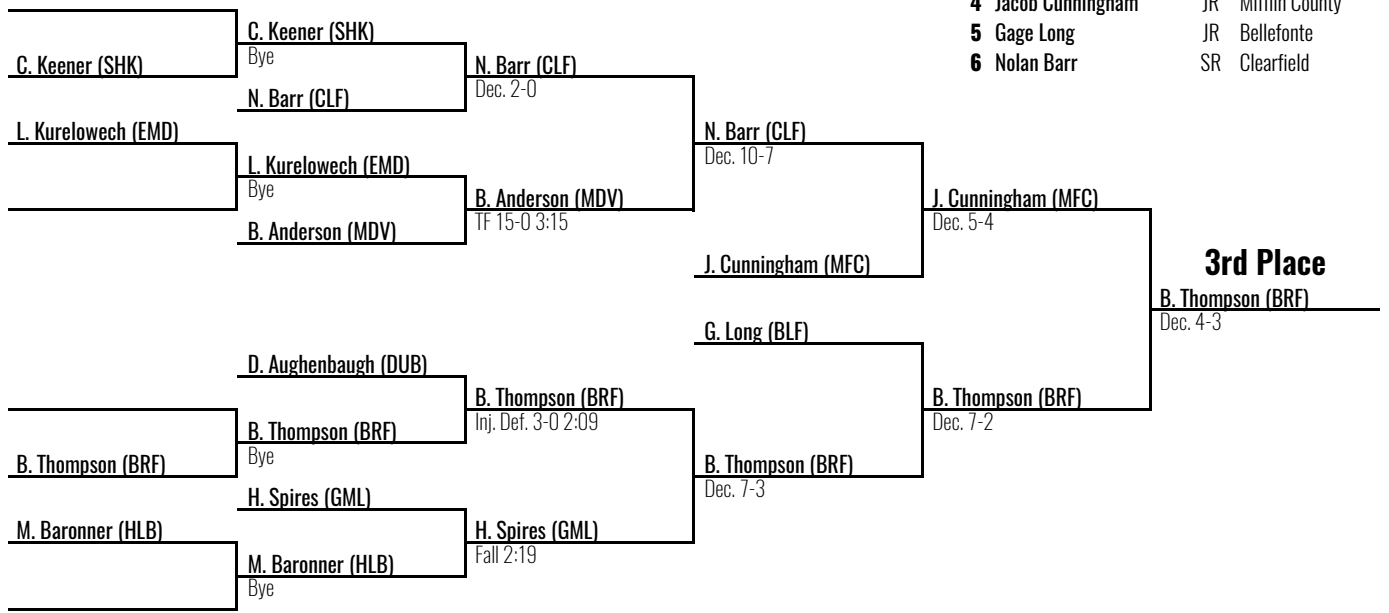 4 Jacob Cunningham JR Mifflin County
C. Keener (SHK)
Bye
5 Gage Long JR Bellefonte
C. Keener (SHK)
N. Barr (CLF)
Dec. 2-0
6 Nolan Barr SR Clearfield
N. Barr (CLF)
L. Kurelowech (EMD)
N. Barr (CLF)
Dec. 10-7
L. Kurelowech (EMD)
Bye
B. Anderson (MDV)
TF 15-0 3:15
J. Cunningham (MFC)
Dec. 5-4
B. Anderson (MDV)
J. Cunningham (MFC)
3rd Place
B. Thompson (BRF)
Dec. 4-3
G. Long (BLF)
D. Aughenbaugh (DUB)
B. Thompson (BRF)
Inj. Def. 3-0 2:09
B. Thompson (BRF)
Dec. 7-2
B. Thompson (BRF)
Bye
B. Thompson (BRF)
B. Thompson (BRF)
Dec. 7-3
H. Spires (GML)
M. Baronner (HLB)
H. Spires (GML)
Fall 2:19
M. Baronner (HLB)
Bye